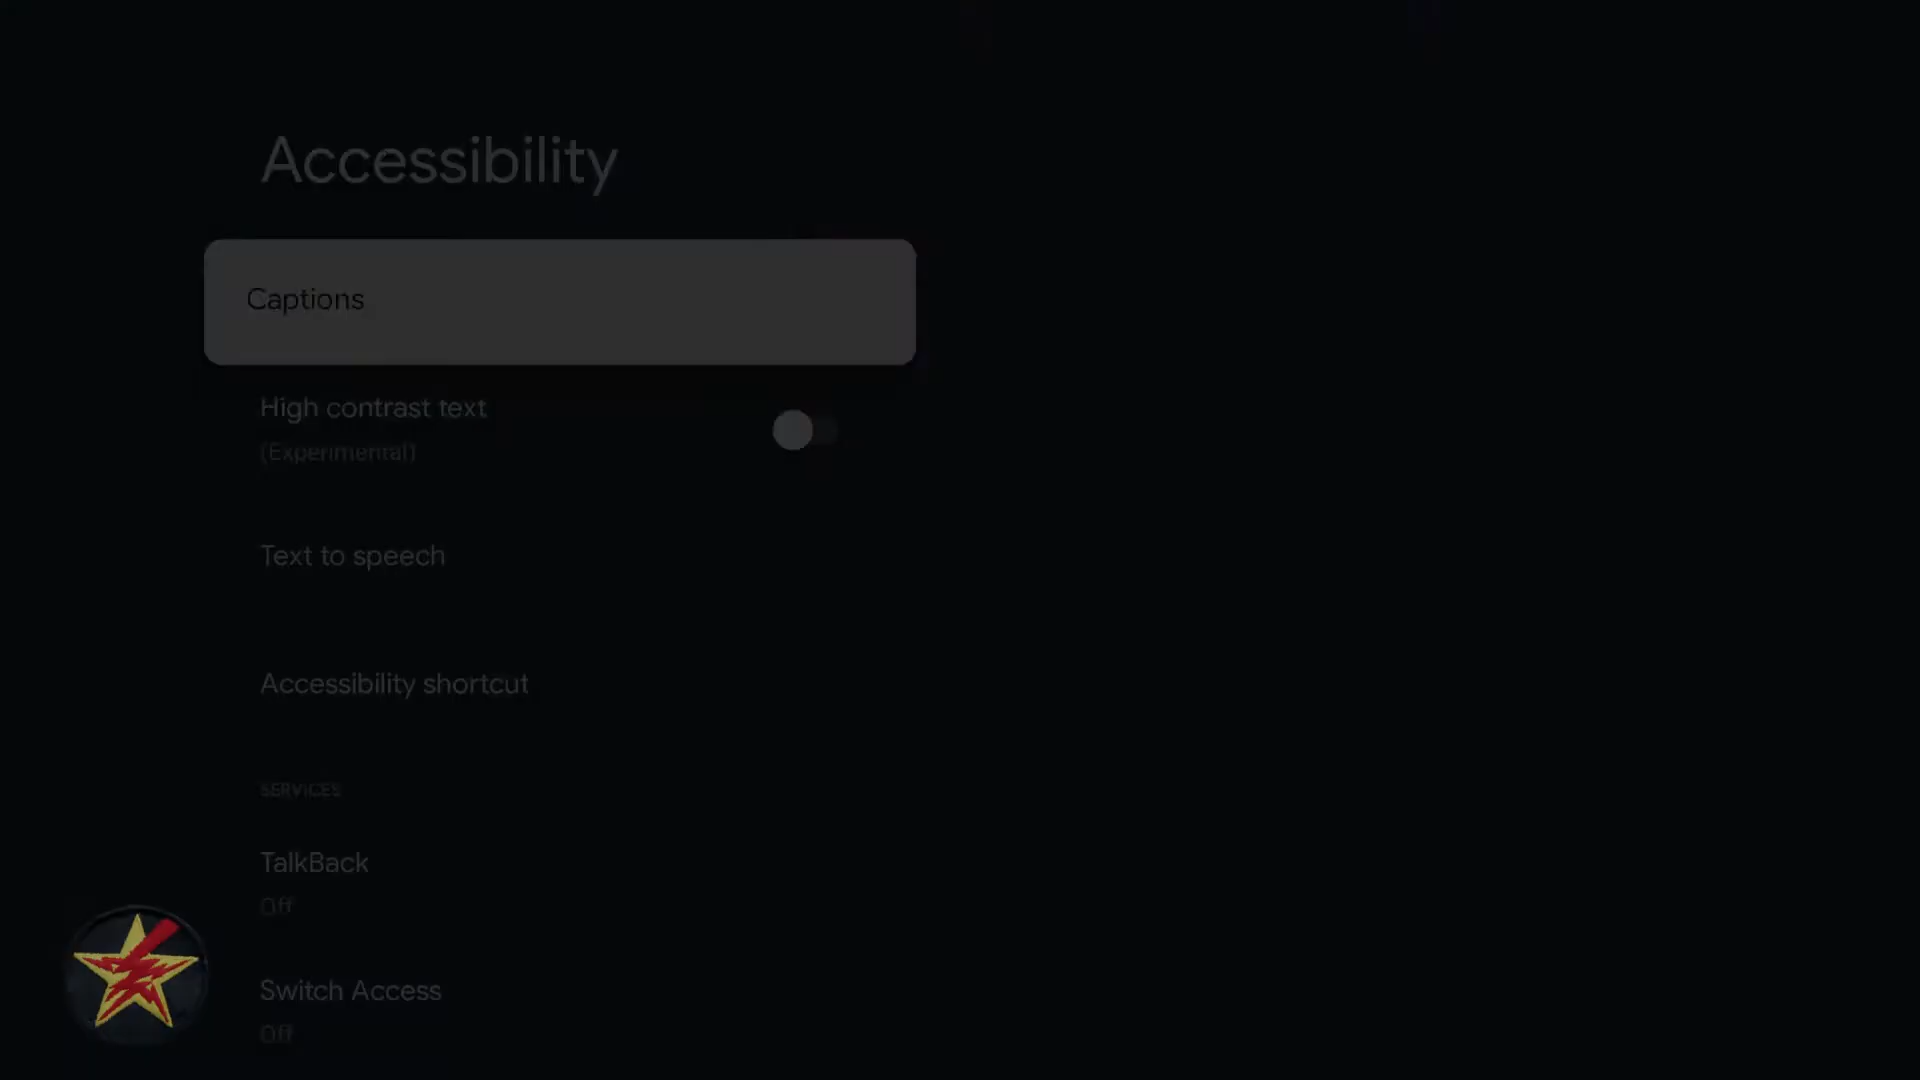 Accessibility
Captions
High contrast text
(Experimental)
Text to speech
Accessibility shortcut
SERVICES
TalkBack
Off
Switch Access
Off